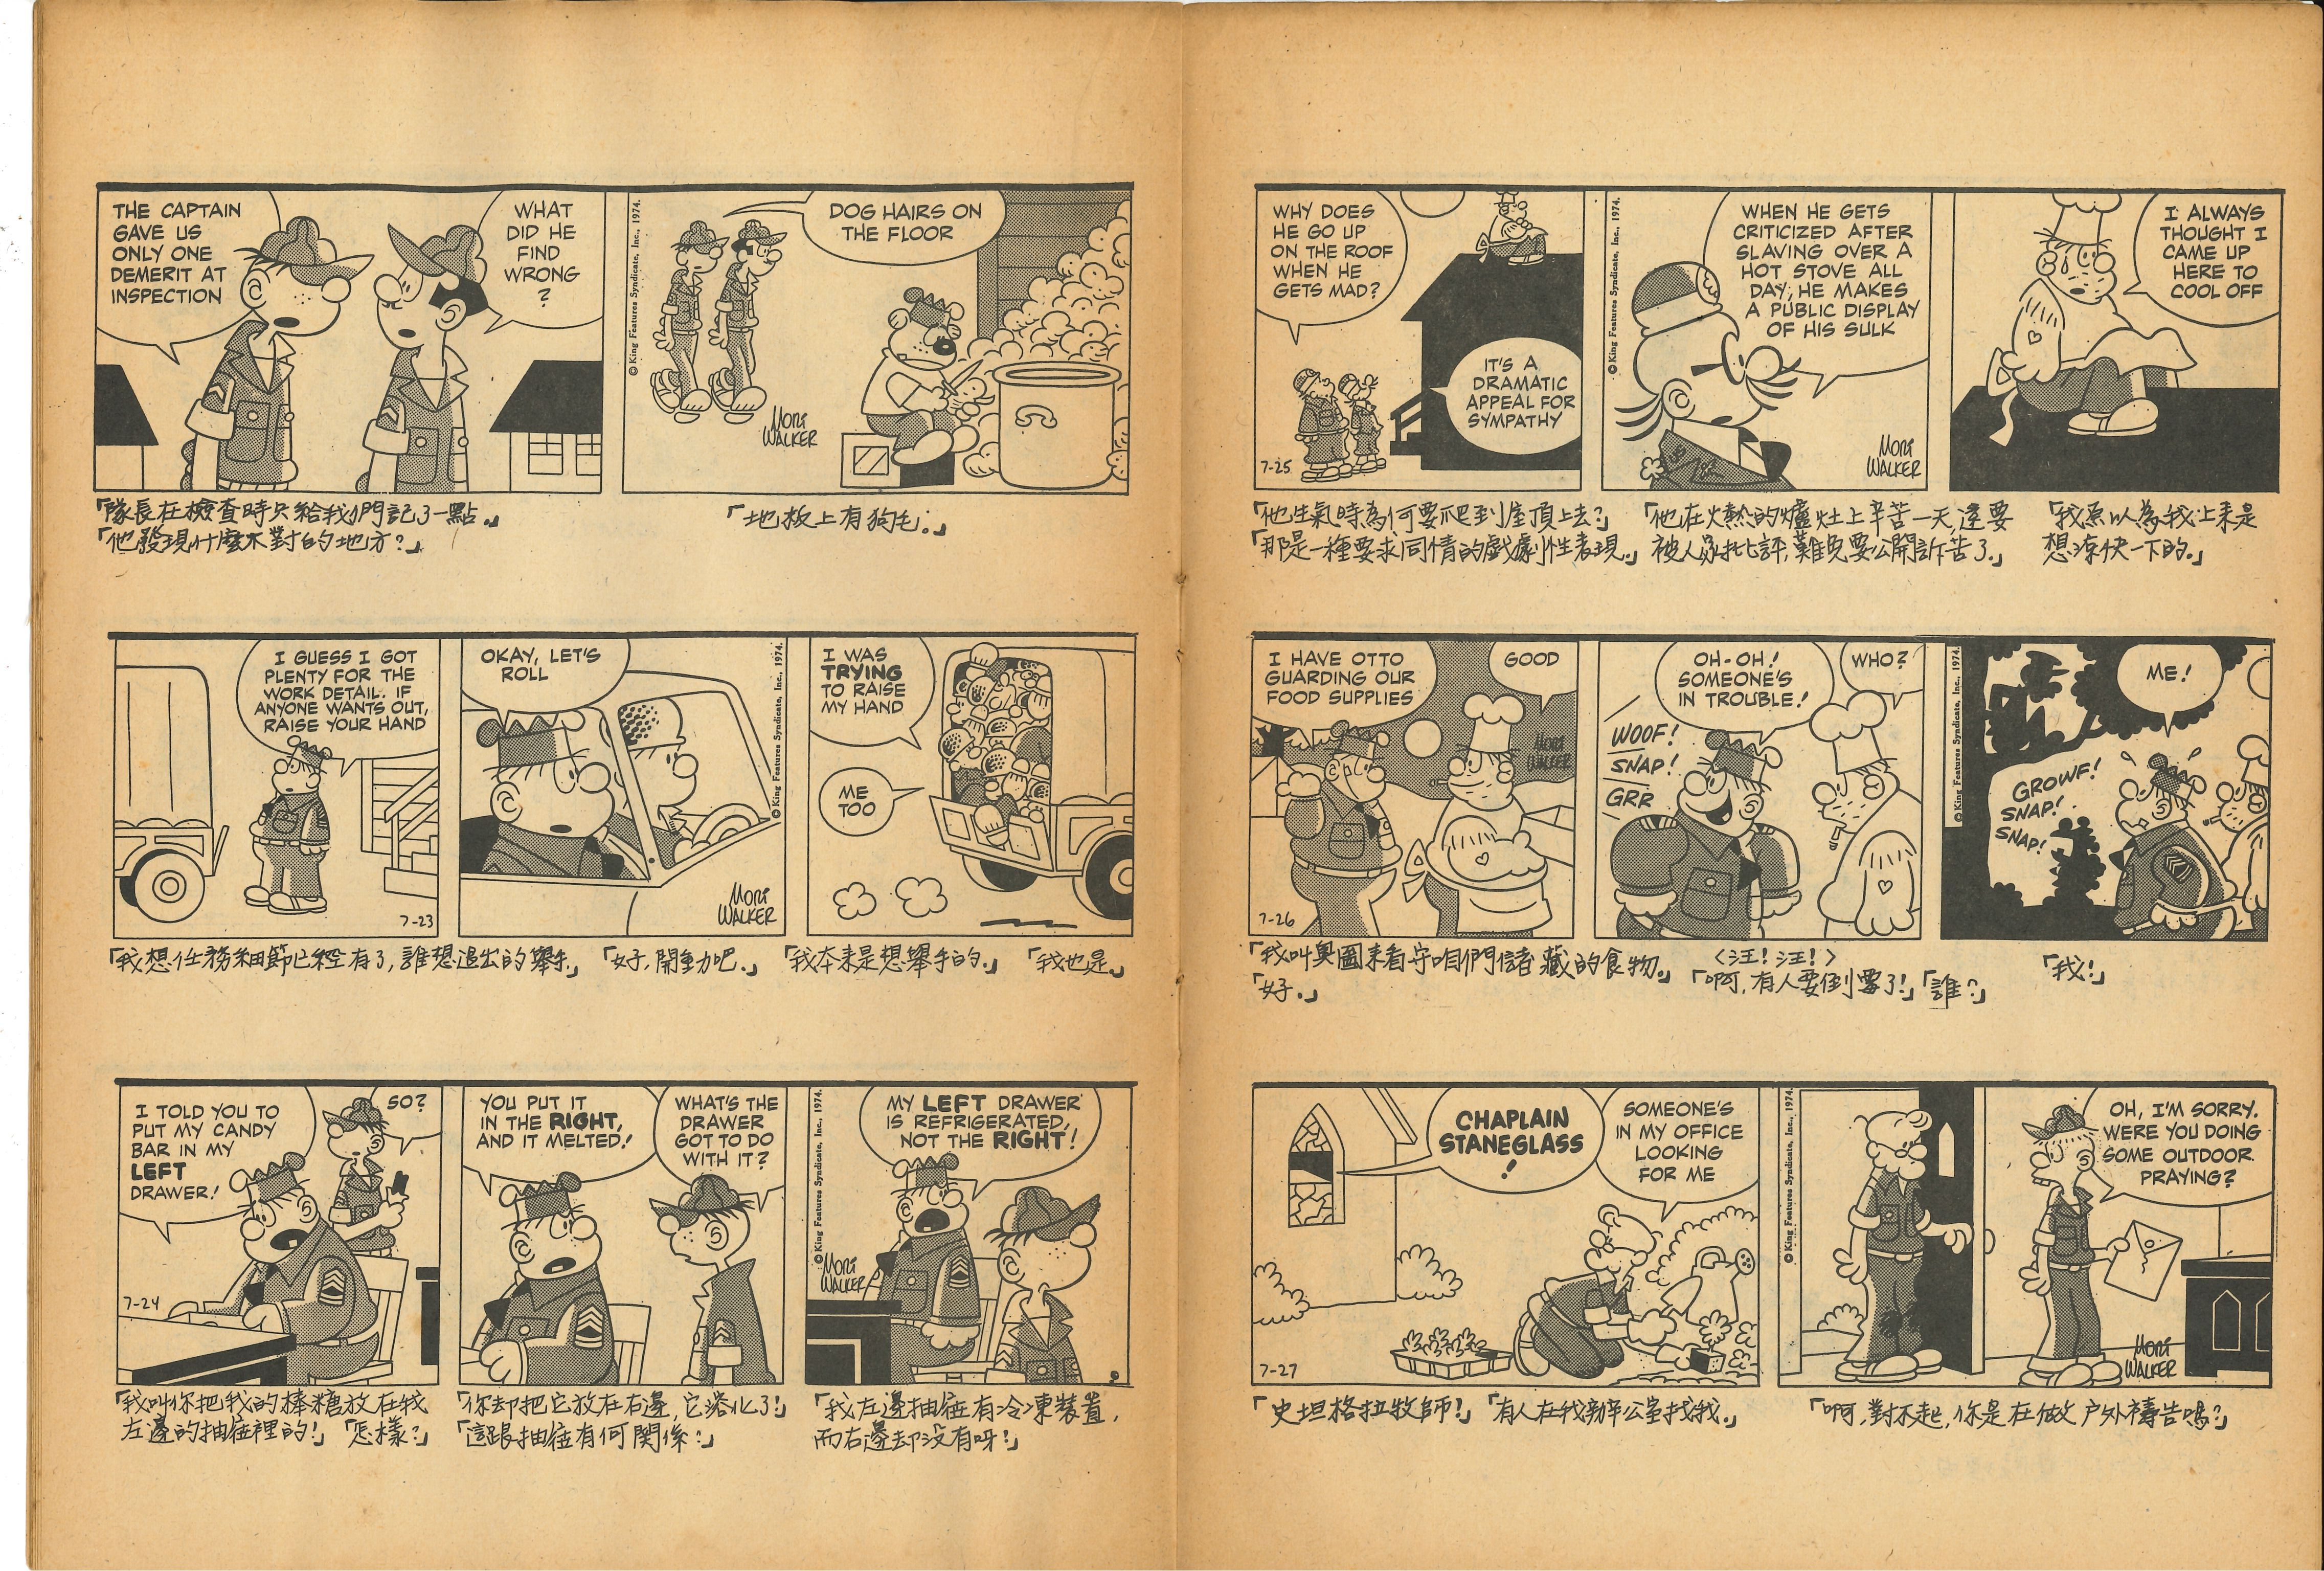 THE CAPTAIN
GAVE US
ONLY ONE
DEMERIT AT
INSPECTION
WHAT
DID HE
FIND
WRONG
?
© King Features Syndicate, Inc., 1974.
DOG HAIRS ON
THE FLOOR
MORT
WALKER
「隊長在檢查時只給我們記了一點。」
「他發現什麼不對的地方?」
「地板上有狗毛。」
I GUESS I GOT
PLENTY FOR THE
WORK DETAIL. IF
ANYONE WANTS OUT,
RAISE YOUR HAND
7-23
OKAY, LET'S
ROLL
© King Features Syndicate, Inc., 1974.
MORT
WALKER
I WAS
TRYING
TO RAISE
MY HAND
ME
TOO
「我想任務細節已經有了,誰想退出的舉手。」
「好,開動吧。」
「我本來是想舉手的。」
「我也是。」
I TOLD YOU TO
PUT MY CANDY
BAR IN MY
LEFT
DRAWER!
SO?
7-24
YOU PUT IT
IN THE RIGHT,
AND IT MELTED!
WHAT'S THE
DRAWER
GOT TO DO
WITH IT?
© King Features Syndicate, Inc., 1974.
MY LEFT DRAWER
IS REFRIGERATED,
NOT THE RIGHT!
MORT
WALKER
「我叫你把我的棒糖放在我
左邊的抽屜裡的!」「怎樣?」
「你却把它放在右邊,它溶化了!」
「這跟抽屜有何關係?」
「我左邊抽屜有冷凍裝置,
而右邊却没有呀!」
WHY DOES
HE GO UP
ON THE ROOF
WHEN HE
GETS MAD?
IT'S A
DRAMATIC
APPEAL FOR
SYMPATHY
7-25
© King Features Syndicate, Inc., 1974.
WHEN HE GETS
CRITICIZED AFTER
SLAVING OVER A
HOT STOVE ALL
DAY, HE MAKES
A PUBLIC DISPLAY
OF HIS SULK
MORT
WALKER
I ALWAYS
THOUGHT I
CAME UP
HERE TO
COOL OFF
「他生氣時為何要爬到屋頂上去?」
「那是一種要求同情的戲劇性表現。」
「他在火熱的爐灶上辛苦一天還要
被人家批評,難免要公開訴苦了。」
「我原以為我上來是
想涼快一下的。」
I HAVE OTTO
GUARDING OUR
FOOD SUPPLIES
GOOD
MORT
WALKER
7-26
OH-OH!
SOMEONE'S
IN TROUBLE!
WHO?
WOOF!
SNAP!
GRR
© King Features Syndicate, Inc., 1974.
ME!
GROWF!
SNAP!
SNAP!
「我叫奧圖來看守咱們儲藏的食物。」
「好。」
〈汪!汪!〉
「啊,有人要倒霉了!」「誰?」
「我!」
CHAPLAIN
STANEGLASS
!
SOMEONE'S
IN MY OFFICE
LOOKING
FOR ME
7-27
© King Features Syndicate, Inc., 1974.
OH, I'M SORRY.
WERE YOU DOING
SOME OUTDOOR
PRAYING?
MORT
WALKER
「史坦格拉牧師!」「有人在我辦公室找我。」
「啊,對不起,你是在做户外禱告嗎?」